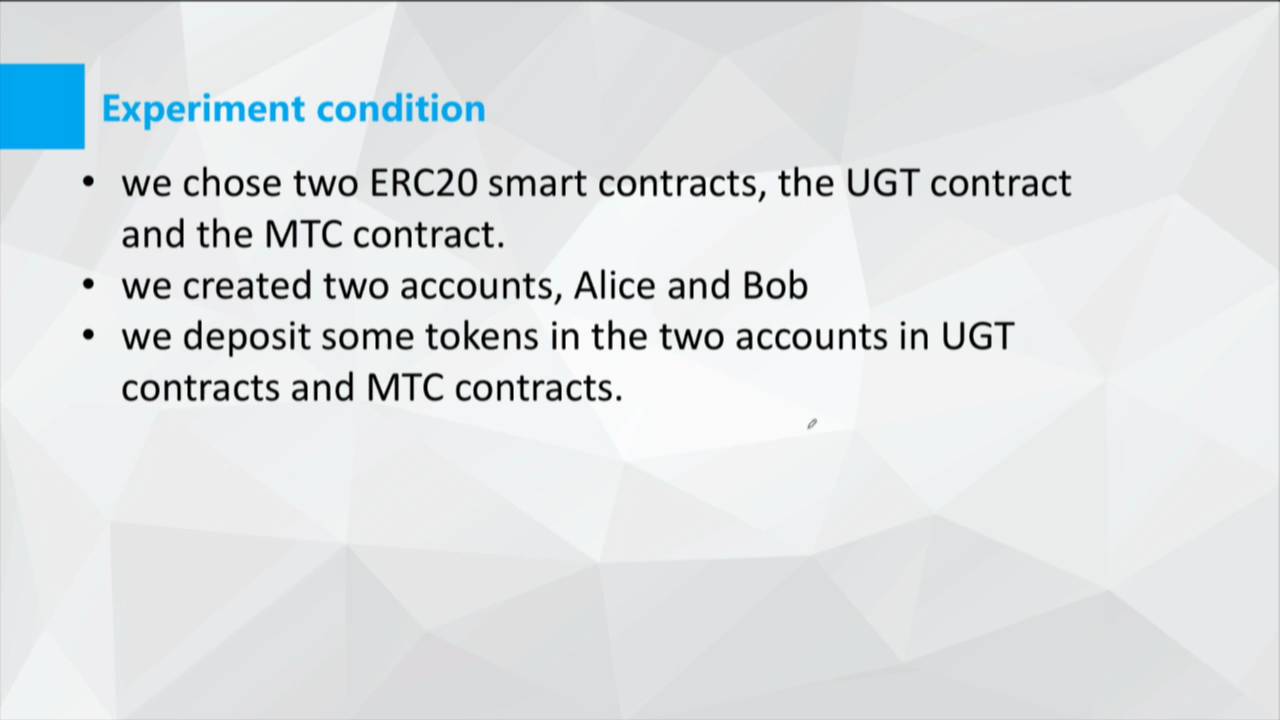 Experiment condition
• we chose two ERC20 smart contracts, the UGT contract
and the MTC contract.
• we created two accounts, Alice and Bob
• we deposit some tokens in the two accounts in UGT
contracts and MTC contracts.